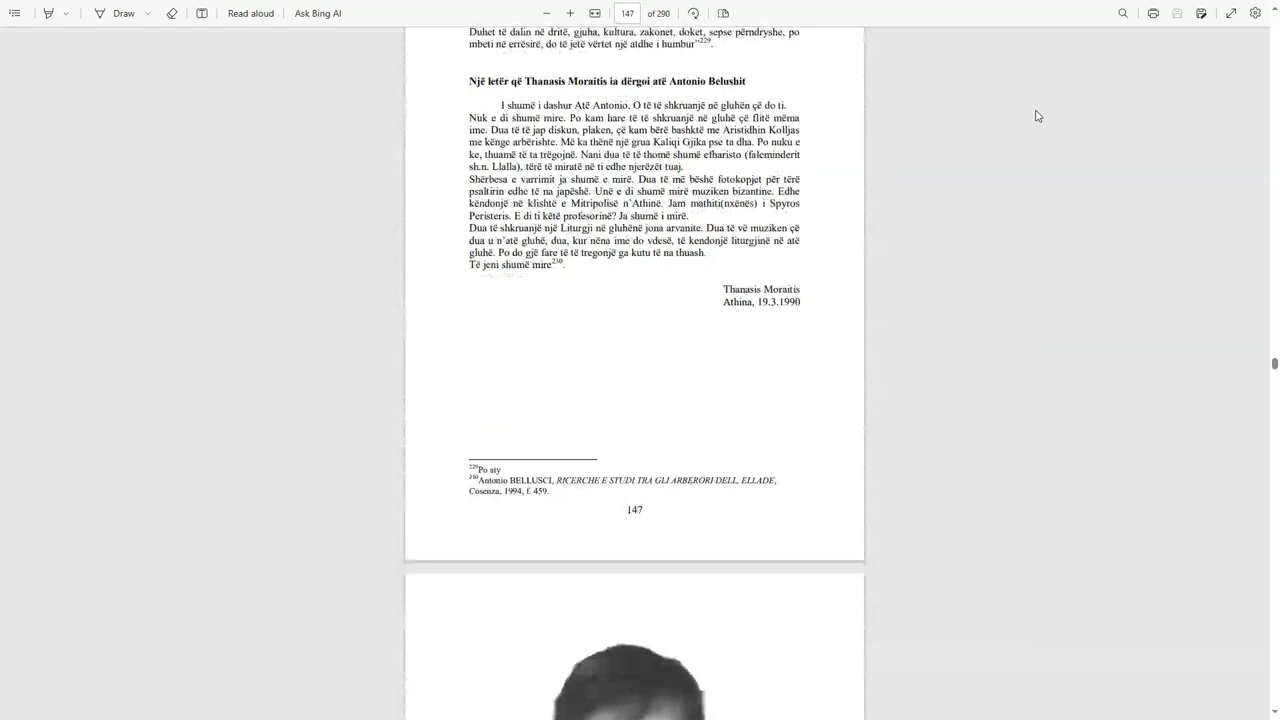 Draw
Read aloud
Ask Bing AI
147
of 290
Duhet të dalin në dritë, gjuha, kultura, zakonet, doket, sepse përndryshe, po
mbeti në errësirë, do të jetë vërtet një atdhe i humbur"229.
Një letër që Thanasis Moraitis ia dërgoi atë Antonio Belushit
I shumë i dashur Atë Antonio. O të të shkruanjë në gluhën çë do ti.
Nuk e di shumë mire. Po kam hare të të shkruanjë në gluhë çë flitë mëma
ime. Dua të të jap diskun, plaken, çë kam bërë bashktë me Aristidhin Kolljas
me kënge arbërishte. Më ka thënë një grua Kaliqi Gjika pse ta dha. Po nuku e
ke, thuamë të ta trëgojnë. Nani dua të të thomë shumë efharisto (faleminderit
sh.n. Llalla), tërë të miratë në ti edhe njerëzët tuaj.
Shërbesa e varrimit ja shumë e mirë. Dua të më bëshë fotokopjet për tërë
psaltirin edhe të na japëshë. Unë e di shumë mirë muziken bizantine. Edhe
këndonjë në klishtë e Mitripolisë n'Athinë. Jam mathiti(nxënës) i Spyros
Peristeris. E di ti këtë profesorinë? Ja shumë i mirë.
Dua të shkruanjë një Liturgji në gluhënë jona arvanite. Dua të vë muziken çë
dua u n'atë gluhë, dua, kur nëna ime do vdesë, të kendonjë liturgjinë në atë
gluhë. Po do gjë fare të të tregonjë ga kutu të na thuash.
Të jeni shumë mire230.
Thanasis Moraitis
Athina, 19.3.1990
229Po aty
230Antonio BELLUSCI, RICERCHE E STUDI TRA GLI ARBERORI DELL, ELLADE,
Cosenza, 1994, f. 459.
147